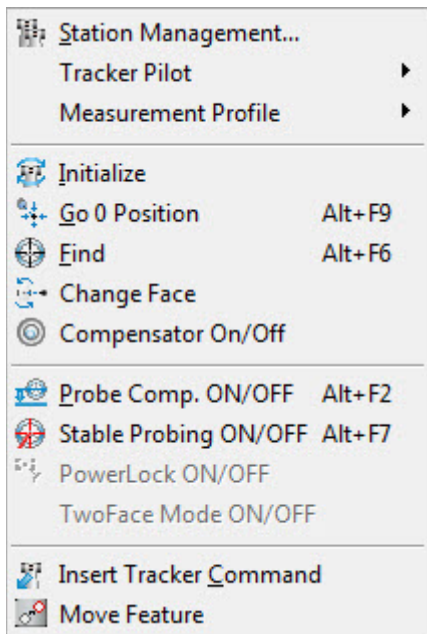 Station Management...
Tracker Pilot
Measurement Profile
Initialize
Go 0 Position Alt+F9
Find Alt+F6
Change Face
Compensator On/Off
Probe Comp. ON/OFF Alt+F2
Stable Probing ON/OFF Alt+F7
PowerLock ON/OFF
TwoFace Mode ON/OFF
Insert Tracker Command
Move Feature